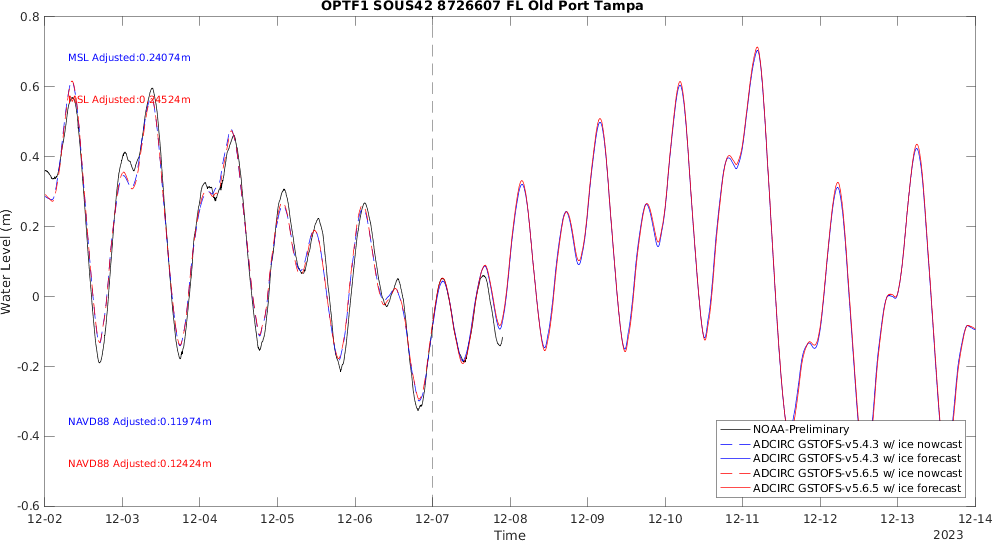 OPTF1 SOUS42 8726607 FL Old Port Tampa
0.8
0.6
0.4
0.2
0
-0.2
-0.4
-0.6
Water Level (m)
MSL Adjusted:0.24074m
MSL Adjusted:0.24524m
NAVD88 Adjusted:0.11974m
NAVD88 Adjusted:0.12424m
NOAA-Preliminary
ADCIRC GSTOFS-v5.4.3 w/ ice nowcast
ADCIRC GSTOFS-v5.4.3 w/ ice forecast
ADCIRC GSTOFS-v5.6.5 w/ ice nowcast
ADCIRC GSTOFS-v5.6.5 w/ ice forecast
12-02 12-03 12-04 12-05 12-06 12-07 12-08 12-09 12-10 12-11 12-12 12-13 12-14
Time
2023